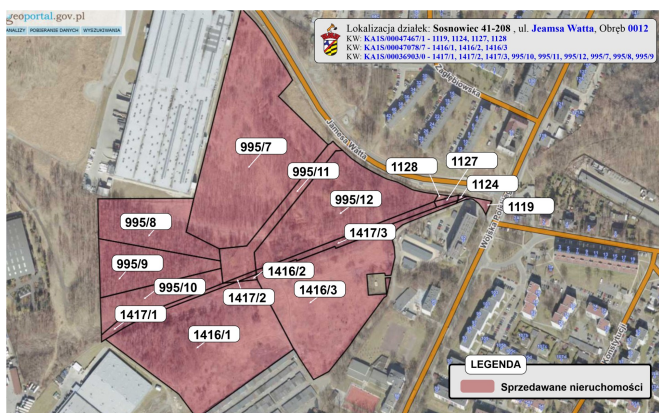 geoportal.gov.pl
ANALIZY POBIERANIE DANYCH WYSZUKIWANIA
Lokalizacja działek: Sosnowiec 41-208 , ul. Jeamsa Watta, Obręb 0012
KW: KA1S/00047467/1 - 1119, 1124, 1127, 1128
KW: KA1S/00047078/7 - 1416/1, 1416/2, 1416/3
KW: KA1S/00036903/0 - 1417/1, 1417/2, 1417/3, 995/10, 995/11, 995/12, 995/7, 995/8, 995/9
Zagłębiowska
Jamesa Watta
995/7
995/11
1128
1127
1124
1119
995/12
995/8
1417/3
Wojska Polskiego
995/9
1416/2
995/10
1416/3
1417/2
1417/1
1416/1
Konstytucji
LEGENDA
Sprzedawane nieruchomości